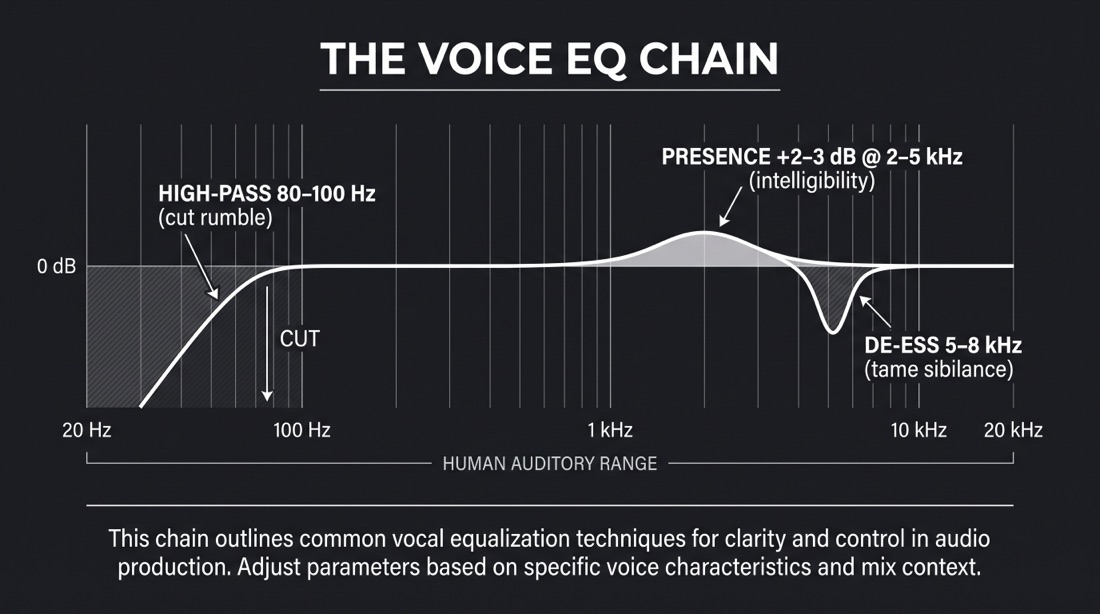 THE VOICE EQ CHAIN
PRESENCE +2–3 dB @ 2–5 kHz
(intelligibility)
HIGH-PASS 80–100 Hz
(cut rumble)
0 dB
CUT
DE-ESS 5–8 kHz
(tame sibilance)
20 Hz
100 Hz
1 kHz
10 kHz
20 kHz
HUMAN AUDITORY RANGE
This chain outlines common vocal equalization techniques for clarity and control in audio
production. Adjust parameters based on specific voice characteristics and mix context.